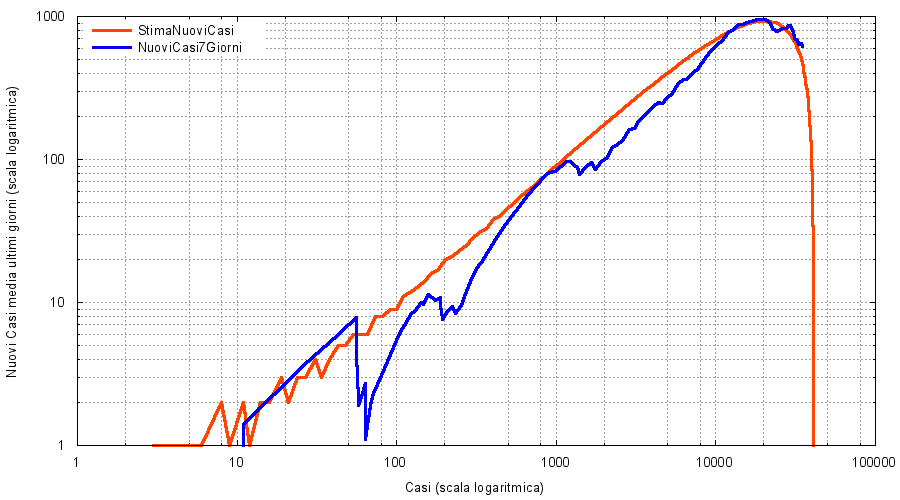 1000
StimaNuoviCasi
NuoviCasi7Giorni
100
10
1
Nuovi Casi media ultimi giorni (scala logaritmica)
1 10 100 1000 10000 100000
Casi (scala logaritmica)